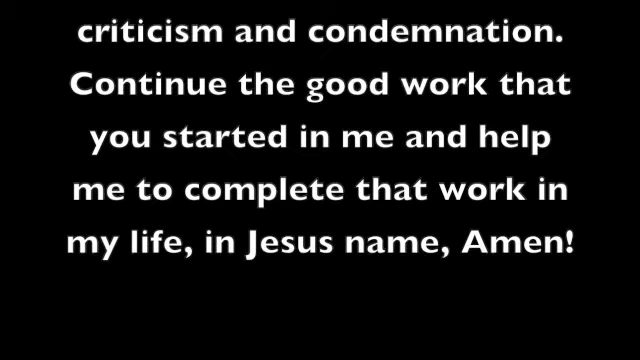 criticism and condemnation.
Continue the good work that
you started in me and help
me to complete that work in
my life, in Jesus name, Amen!